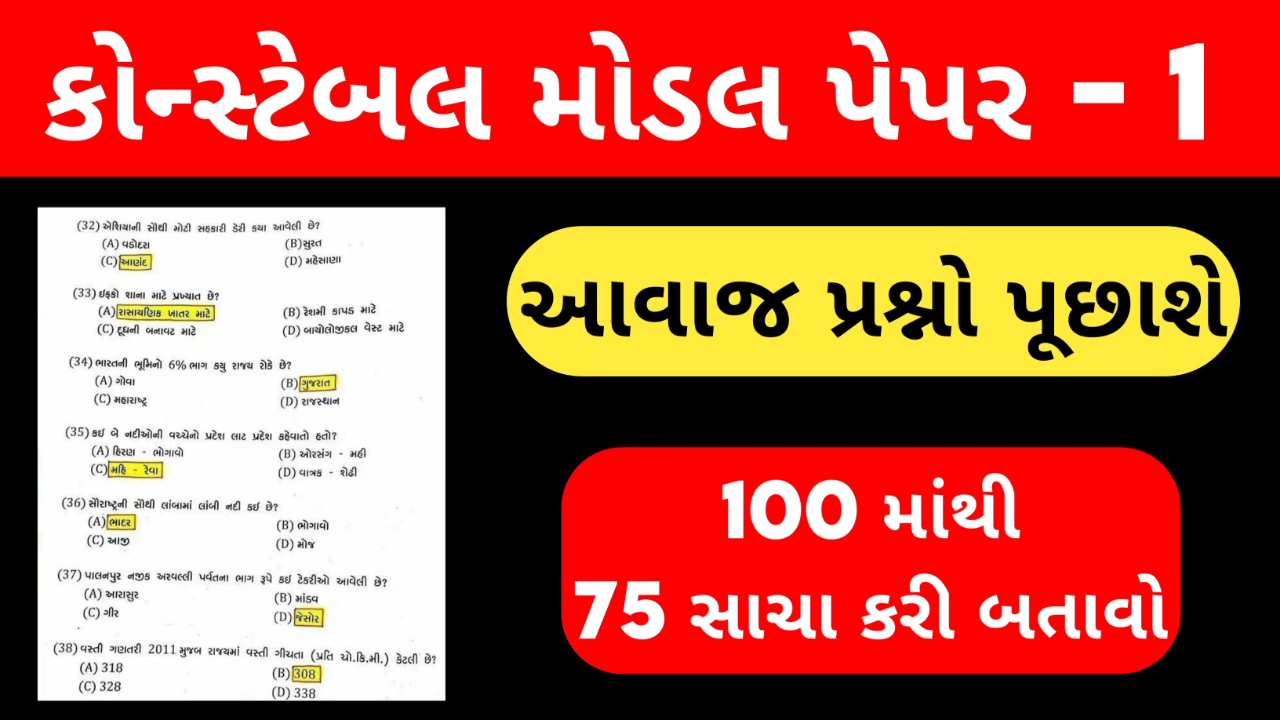 કોન્સ્ટેબલ મોડલ પેપર - 1
(32) એશિયાની સૌથી મોટી સહકારી ડેરી કયા આવેલી છે?
(A) વડોદરા (B) સુરત
(C) આણંદ (D) મહેસાણા
(33) ઇફકો શાના માટે પ્રખ્યાત છે?
(A) રાસાયણિક ખાતર માટે (B) રેશમી કાપડ માટે
(C) દૂધની બનાવટ માટે (D) બાયોલોજીકલ વેસ્ટ માટે
(34) ભારતની ભૂમિનો 6% ભાગ કયુ રાજય રોકે છે?
(A) ગોવા (B) ગુજરાત
(C) મહારાષ્ટ્ર (D) રાજસ્થાન
(35) કઇ બે નદીઓની વચ્ચેનો પ્રદેશ લાટ પ્રદેશ કહેવાતો હતો?
(A) હિરણ - ભોગાવો (B) ઓરસંગ - મહી
(C) મહિ - રેવા (D) વાત્રક - શેઢી
(36) સૌરાષ્ટ્રની સૌથી લાંબામાં લાંબી નદી કઇ છે?
(A) ભાદર (B) ભોગાવો
(C) આજી (D) મોજ
(37) પાલનપુર નજીક અરવલ્લી પર્વતના ભાગ રૂપે કઇ ટેકરીઓ આવેલી છે?
(A) આરાસુર (B) માંડવ
(C) ગીર (D) જેસોર
(38) વસ્તી ગણતરી 2011 મુજબ રાજયમાં વસ્તી ગીચતા (પ્રતિ ચો.કિ.મી.) કેટલી છે?
(A) 318 (B) 308
(C) 328 (D) 338
આવાજ પ્રશ્નો પૂછાશે
100 માંથી
75 સાચા કરી બતાવો